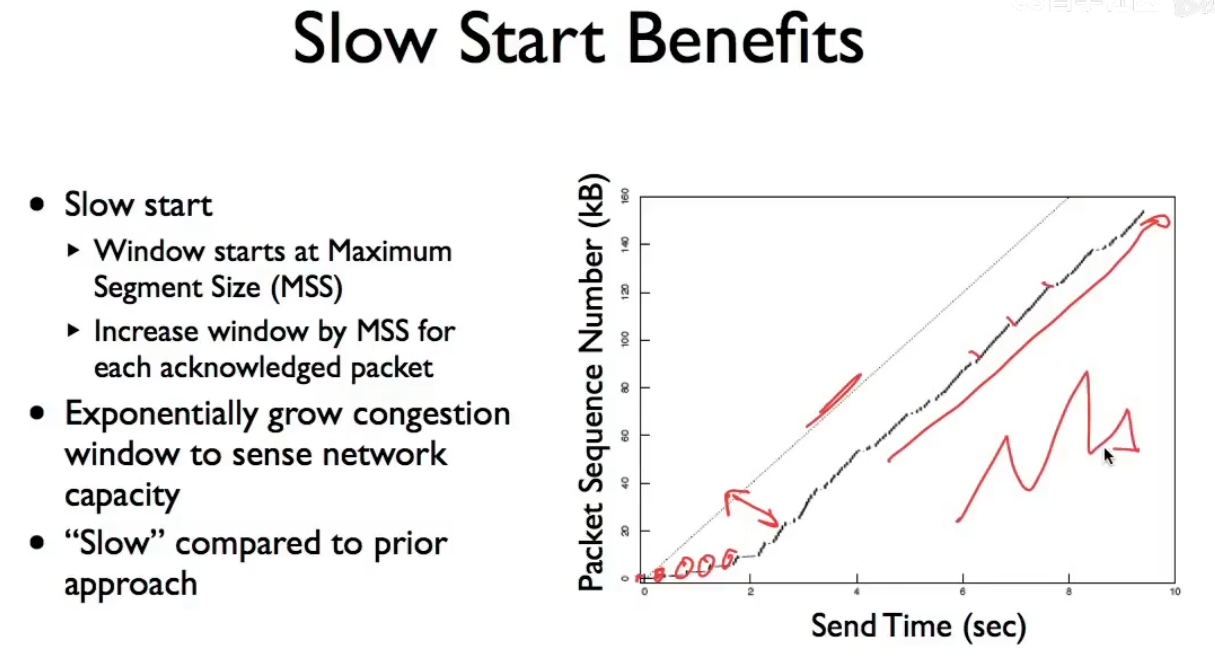 Slow Start Benefits
• Slow start
▸ Window starts at Maximum
Segment Size (MSS)
▸ Increase window by MSS for
each acknowledged packet
• Exponentially grow congestion
window to sense network
capacity
• “Slow” compared to prior
approach
Packet Sequence Number (kB)
160
140
120
100
80
60
40
20
0
0 2 4 6 8 10
Send Time (sec)